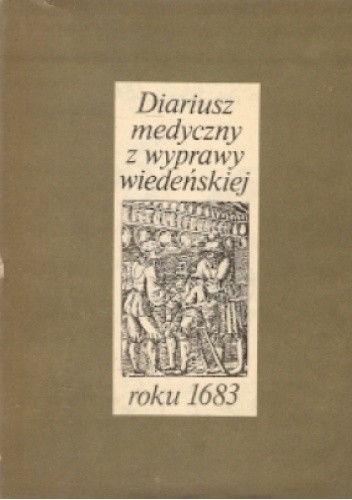 Diariusz
medyczny
z wyprawy
wiedeńskiej
roku 1683